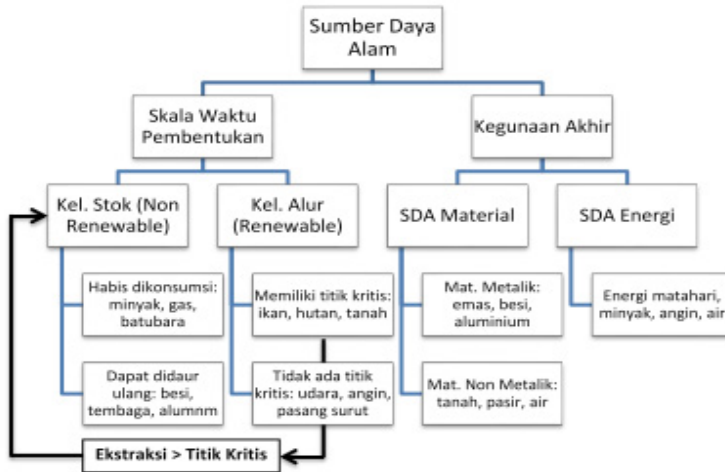 Sumber Daya
Alam
Skala Waktu
Pembentukan
Kegunaan Akhir
Kel. Stok (Non
Renewable)
Kel. Alur
(Renewable)
SDA Material
SDA Energi
Habis dikonsumsi:
minyak, gas,
batubara
Memiliki titik kritis:
ikan, hutan, tanah
Mat. Metalik:
emas, besi,
aluminium
Energi matahari,
minyak, angin, air
Dapat didaur
ulang: besi,
tembaga, alumnm
Tidak ada titik
kritis: udara, angin,
pasang surut
Mat. Non Metalik:
tanah, pasir, air
Ekstraksi > Titik Kritis